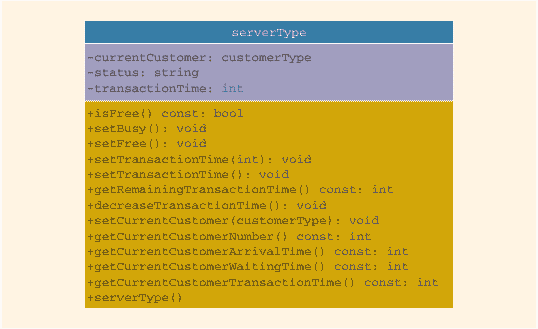 serverType
-currentCustomer: customerType
-status: string
-transactionTime: int
+isFree() const: bool
+setBusy(): void
+setFree(): void
+setTransactionTime(int): void
+setTransactionTime(): void
+getRemainingTransactionTime() const: int
+decreaseTransactionTime(): void
+setCurrentCustomer(customerType): void
+getCurrentCustomerNumber() const: int
+getCurrentCustomerArrivalTime() const: int
+getCurrentCustomerWaitingTime() const: int
+getCurrentCustomerTransactionTime() const: int
+serverType()